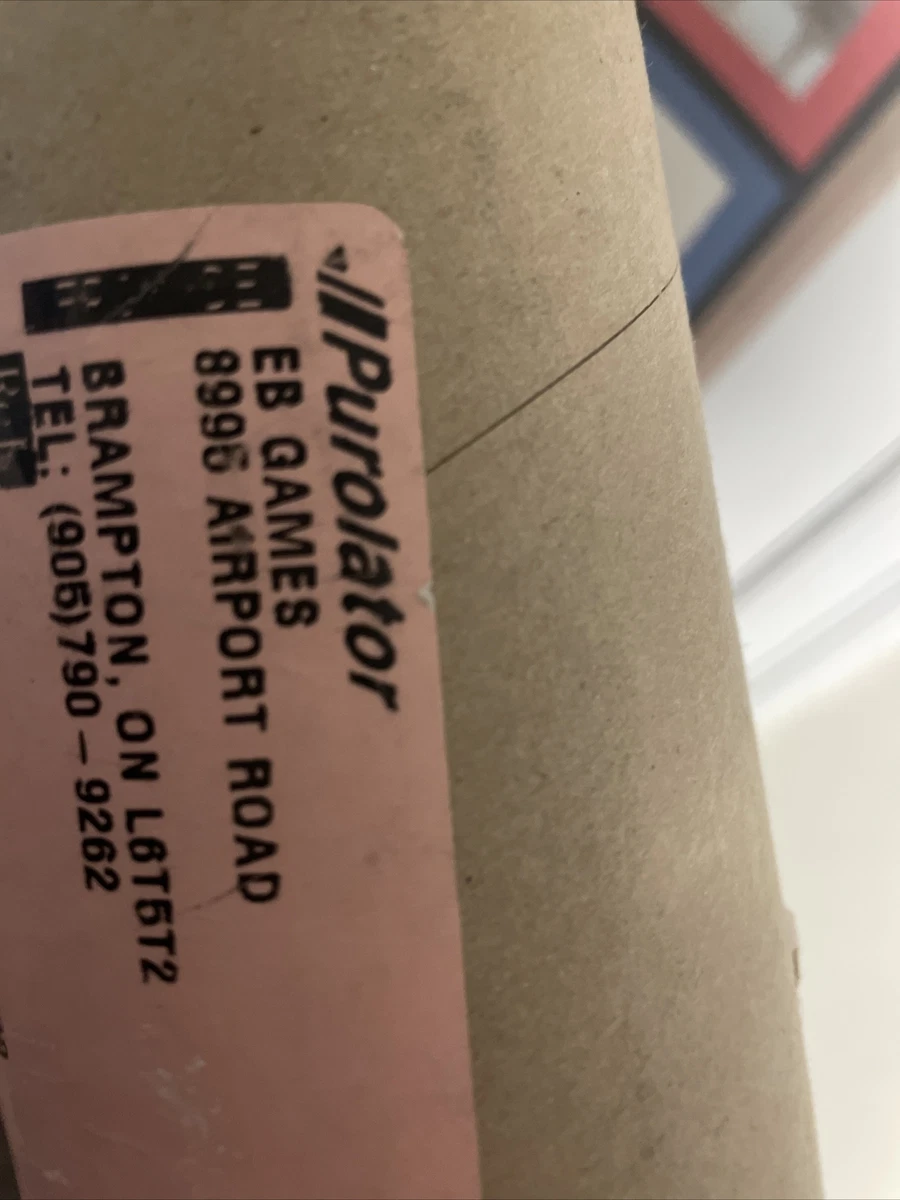 Purolator
EB GAMES
8995 AIRPORT ROAD
BRAMPTON, ON L6T5T2
TEL: (905)790-9262